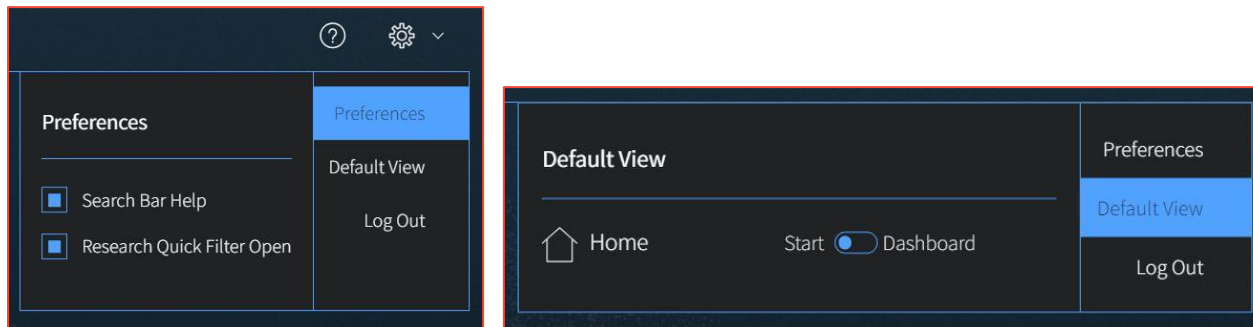 ?
Preferences
Preferences
Default View
Search Bar Help
Log Out
Research Quick Filter Open
Default View
Preferences
Default View
Home
Start
Dashboard
Log Out